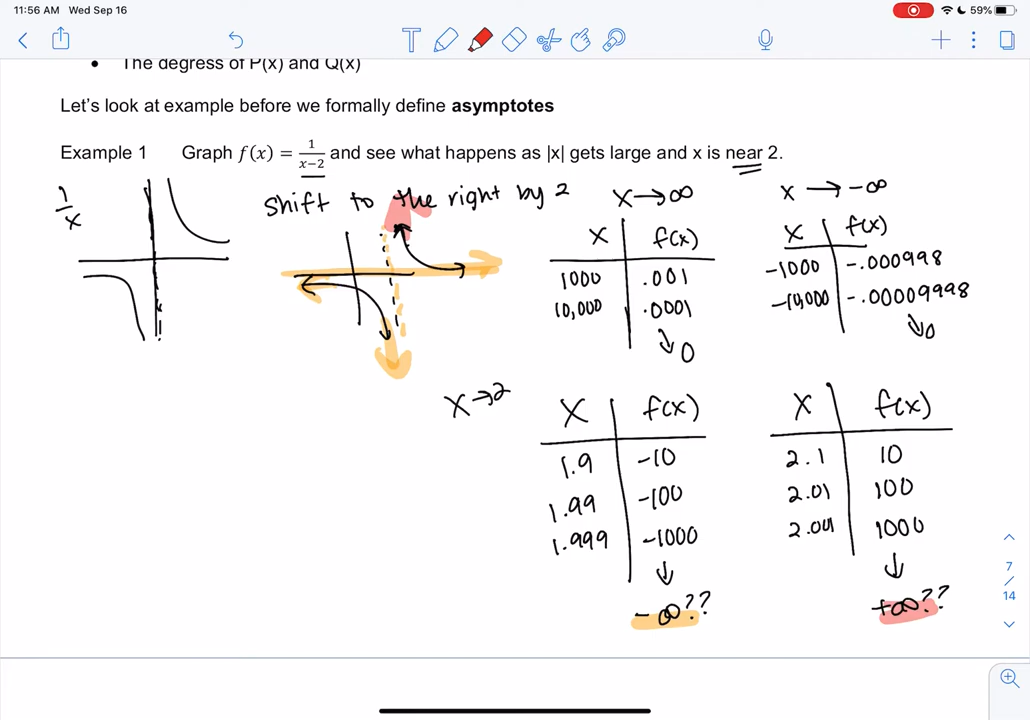 11:56 AM Wed Sep 16
59%
T
• The degree of P(x) and Q(x)
Let's look at example before we formally define asymptotes
Example 1 Graph f(x) = 1/(x−2) and see what happens as |x| gets large and x is near 2.
1/x
shift to the right by 2
x → ∞
x | f(x)
1000 | .001
10,000 | .0001
↘ 0
x → -∞
x | f(x)
-1000 | -.000998
-10,000 | -.00009998
↘ 0
x → 2
x | f(x)
1.9 | -10
1.99 | -100
1.999 | -1000
↓
-∞??
x | f(x)
2.1 | 10
2.01 | 100
2.001 | 1000
↓
+∞??
7
/
14